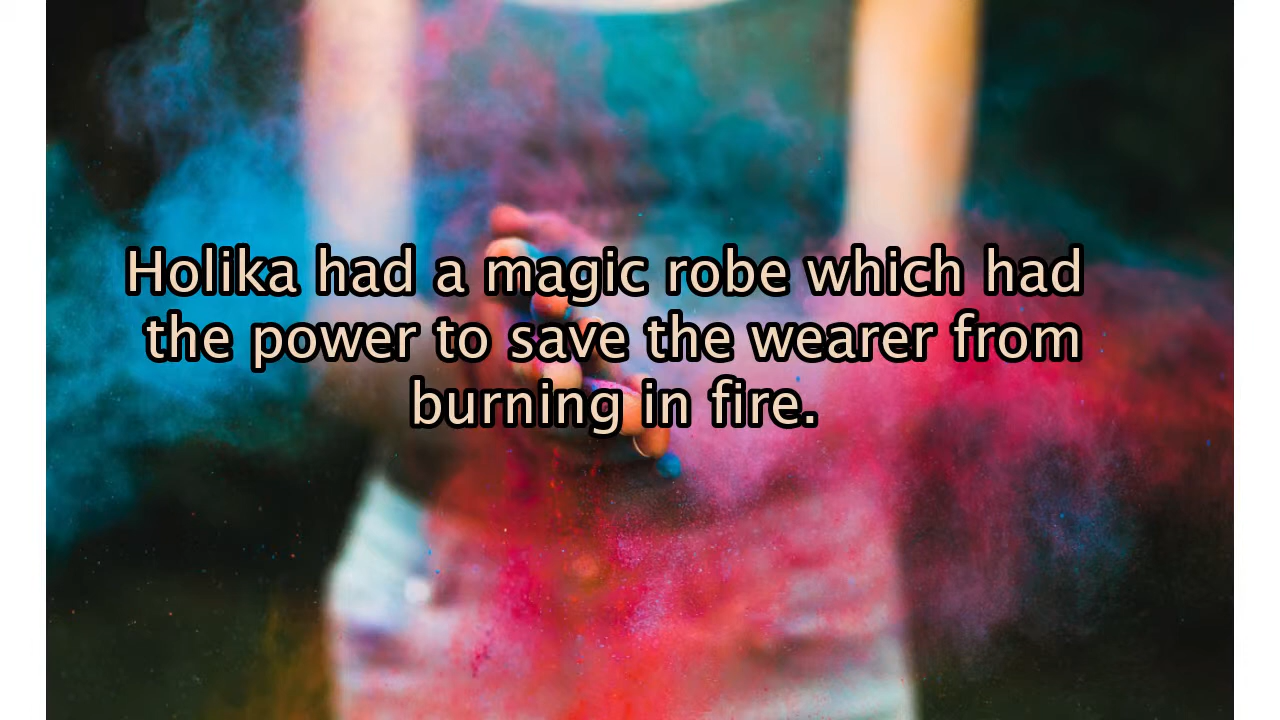 Holika had a magic robe which had
the power to save the wearer from
burning in fire.